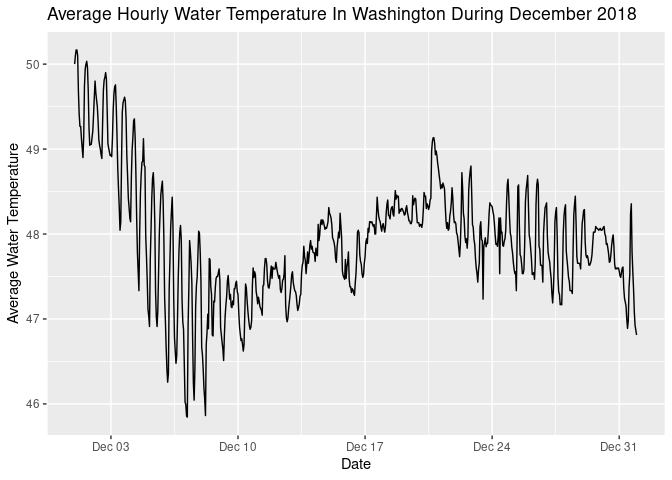 Average Hourly Water Temperature In Washington During December 2018
Average Water Temperature
50
49
48
47
46
Dec 03 Dec 10 Dec 17 Dec 24 Dec 31
Date